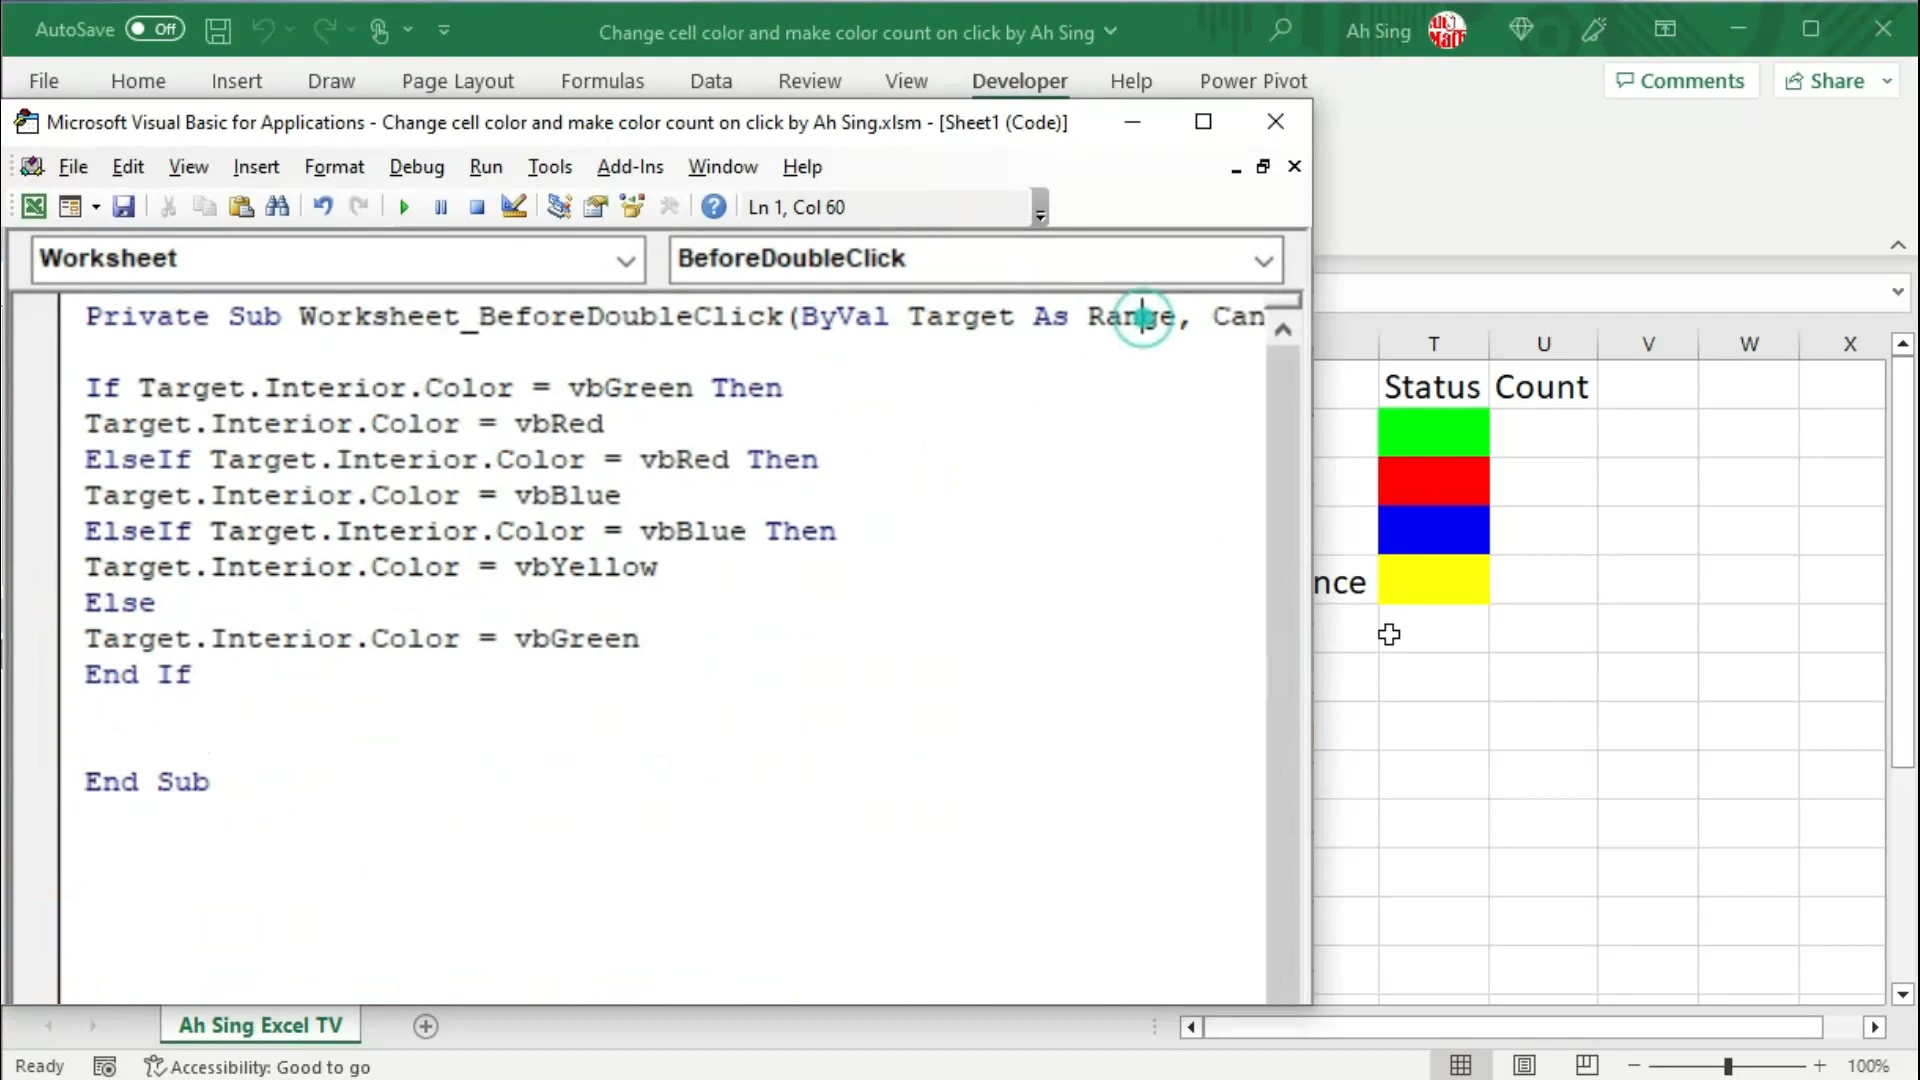 AutoSave Off Change cell color and make color count on click by Ah Sing Ah Sing
File Home Insert Draw Page Layout Formulas Data Review View Developer Help Power Pivot Comments Share
Microsoft Visual Basic for Applications - Change cell color and make color count on click by Ah Sing.xlsm - [Sheet1 (Code)]
File Edit View Insert Format Debug Run Tools Add-Ins Window Help
Ln 1, Col 60
Worksheet BeforeDoubleClick
Private Sub Worksheet_BeforeDoubleClick(ByVal Target As Range, Can
If Target.Interior.Color = vbGreen Then
Target.Interior.Color = vbRed
ElseIf Target.Interior.Color = vbRed Then
Target.Interior.Color = vbBlue
ElseIf Target.Interior.Color = vbBlue Then
Target.Interior.Color = vbYellow
Else
Target.Interior.Color = vbGreen
End If
End Sub
T U V W X
Status Count
nce
Ah Sing Excel TV
Ready Accessibility: Good to go 100%